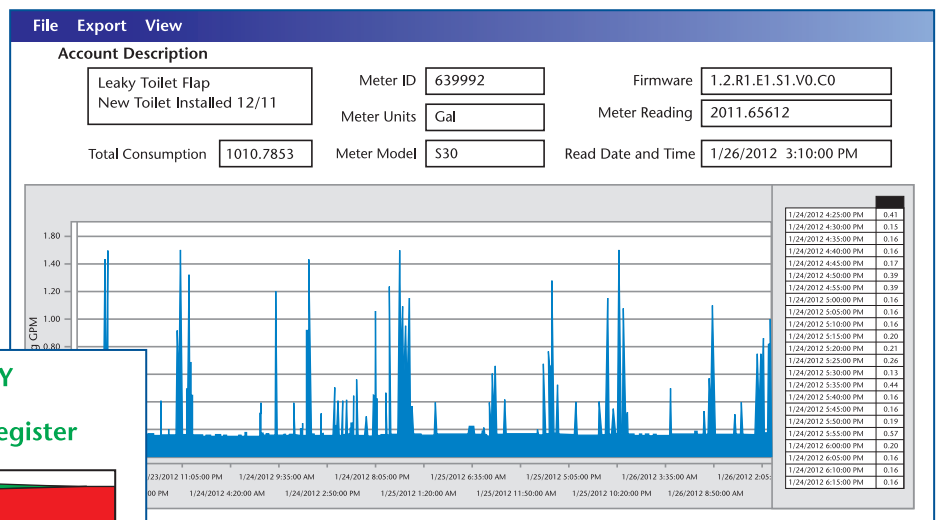 File Export View
Account Description
Leaky Toilet Flap
New Toilet Installed 12/11
Meter ID 639992
Firmware 1.2.R1.E1.S1.V0.C0
Meter Units Gal
Meter Reading 2011.65612
Total Consumption 1010.7853
Meter Model S30
Read Date and Time 1/26/2012 3:10:00 PM
1.80
1.40
1.20
1.00
0.80
g GPM
1/24/2012 4:25:00 PM 0.41
1/24/2012 4:30:00 PM 0.15
1/24/2012 4:35:00 PM 0.16
1/24/2012 4:40:00 PM 0.16
1/24/2012 4:45:00 PM 0.17
1/24/2012 4:50:00 PM 0.39
1/24/2012 4:55:00 PM 0.39
1/24/2012 5:00:00 PM 0.16
1/24/2012 5:05:00 PM 0.16
1/24/2012 5:10:00 PM 0.16
1/24/2012 5:15:00 PM 0.20
1/24/2012 5:20:00 PM 0.21
1/24/2012 5:25:00 PM 0.26
1/24/2012 5:30:00 PM 0.13
1/24/2012 5:35:00 PM 0.44
1/24/2012 5:40:00 PM 0.16
1/24/2012 5:45:00 PM 0.16
1/24/2012 5:50:00 PM 0.19
1/24/2012 5:55:00 PM 0.57
1/24/2012 6:00:00 PM 0.20
1/24/2012 6:05:00 PM 0.16
1/24/2012 6:10:00 PM 0.16
1/24/2012 6:15:00 PM 0.16
Y
egister
/23/2012 11:05:00 PM 1/24/2012 9:35:00 AM 1/24/2012 8:05:00 PM 1/25/2012 6:35:00 AM 1/25/2012 5:05:00 PM 1/26/2012 3:35:00 AM 1/26/2012 2:05:
00 PM 1/24/2012 4:20:00 AM 1/24/2012 2:50:00 PM 1/25/2012 1:20:00 AM 1/25/2012 11:50:00 AM 1/25/2012 10:20:00 PM 1/26/2012 8:50:00 AM